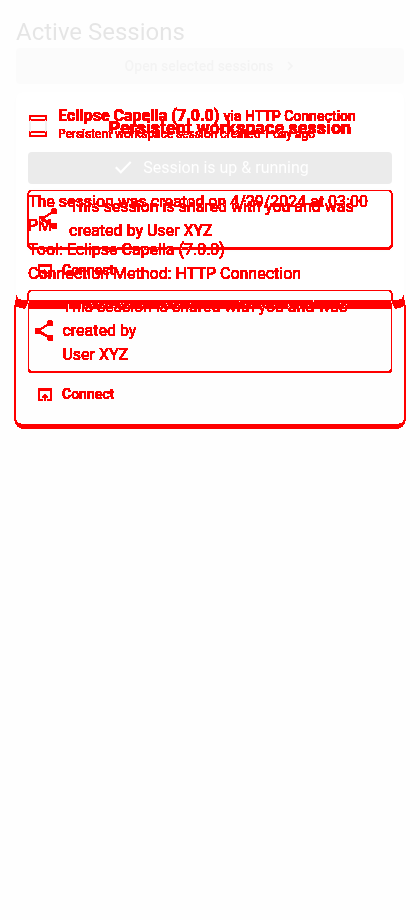 Active Sessions
Open selected sessions
Eclipse Capella (7.0.0) via HTTP Connection
Persistent workspace session
Persistent workspace session created 1 day ago
Session is up & running
The session was created on 4/29/2024 at 03:00
PM.
This session is shared with you and was
created by User XYZ
Tool: Eclipse Capella (7.0.0)
Connect
Connection Method: HTTP Connection
This session is shared with you and was
created by
User XYZ
Connect